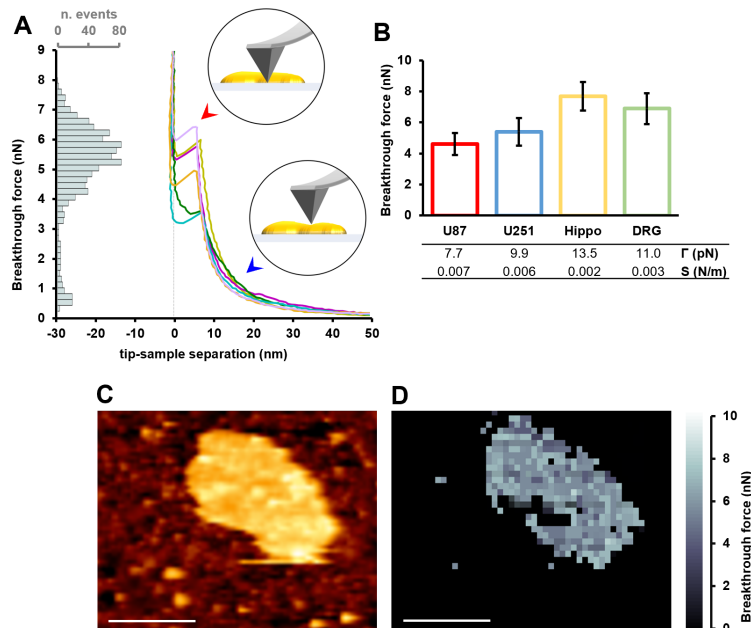 A
n. events
0 40 80
Breakthrough force (nN)
9
8
7
6
5
4
3
2
1
0
-30 -20 -10 0 10 20 30 40 50
tip-sample separation (nm)
B
Breakthrough force (nN)
10
8
6
4
2
0
U87 U251 Hippo DRG
7.7 9.9 13.5 11.0 Γ (pN)
0.007 0.006 0.002 0.003 S (N/m)
C
D
10
8
6
4
2
0
Breakthrough force (nN)